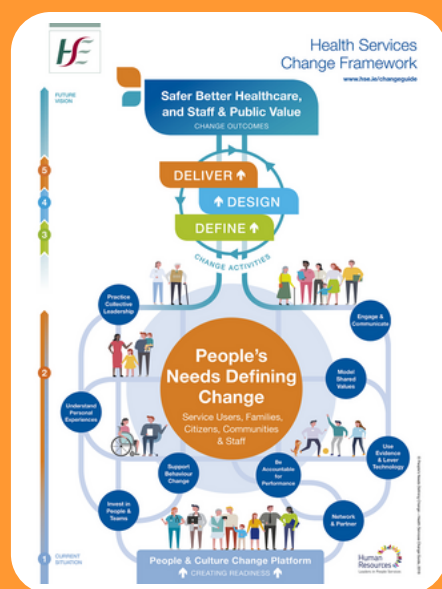 HE
Health Services
Change Framework
www.hse.ie/changeguide
FUTURE
VISION
Safer Better Healthcare,
and Staff & Public Value
CHANGE OUTCOMES
5
4
3
DELIVER
DESIGN
DEFINE
CHANGE ACTIVITIES
Practice
Collective
Leadership
Engage &
Communicate
People's
Needs Defining
Change
Service Users, Families,
Citizens, Communities
& Staff
Model
Shared
Values
2
Understand
Personal
Experiences
Use
Evidence
& Lever
Technology
Support
Behaviour
Change
Be
Accountable
for
Performance
Invest in
People &
Teams
Network
& Partner
People & Culture Change Platform
CREATING READINESS
1
CURRENT
SITUATION
Human
Resources